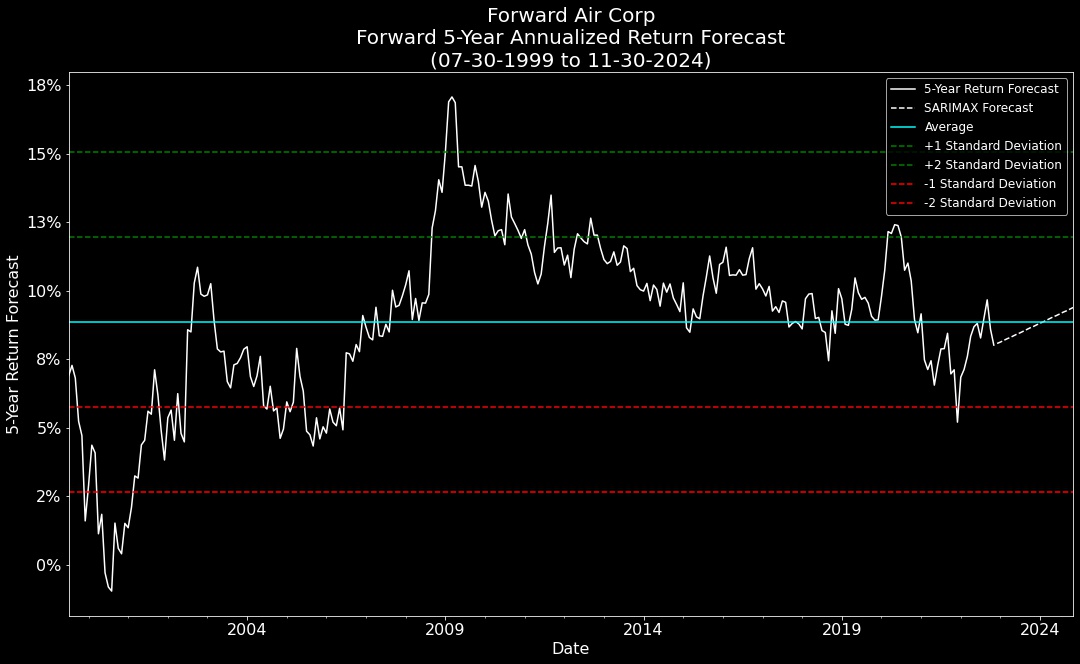 Forward Air Corp
Forward 5-Year Annualized Return Forecast
(07-30-1999 to 11-30-2024)
5-Year Return Forecast
SARIMAX Forecast
Average
+1 Standard Deviation
+2 Standard Deviation
-1 Standard Deviation
-2 Standard Deviation
5-Year Return Forecast
18%
15%
13%
10%
8%
5%
2%
0%
2004
2009
2014
2019
2024
Date